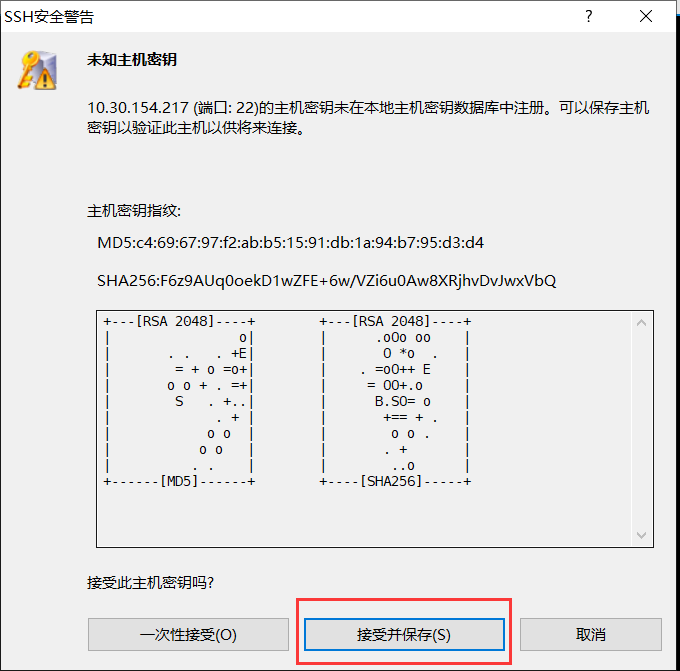 SSH安全警告
?
未知主机密钥
10.30.154.217 (端口: 22)的主机密钥未在本地主机密钥数据库中注册。可以保存主机
密钥以验证此主机以供将来连接。
主机密钥指纹:
MD5:c4:69:67:97:f2:ab:b5:15:91:db:1a:94:b7:95:d3:d4
SHA256:F6z9AUq0oekD1wZFE+6w/VZi6u0Aw8XRjhvDvJwxVbQ
+---[RSA 2048]----+        +---[RSA 2048]----+
|               o|        |      .oOo oo    |
|       . .   . +E|        |       O *o  .   |
|        = + o =o+|        |    . =oO++ E    |
|       o o + . =+|        |     = OO+.o     |
|        S   . +..|        |      B.SO= o    |
|             . + |        |       +== + .   |
|            o o  |        |        o o .    |
|           o o   |        |       . +       |
|          . .    |        |        ..o      |
+------[MD5]------+        +----[SHA256]-----+
接受此主机密钥吗?
一次性接受(O)
接受并保存(S)
取消